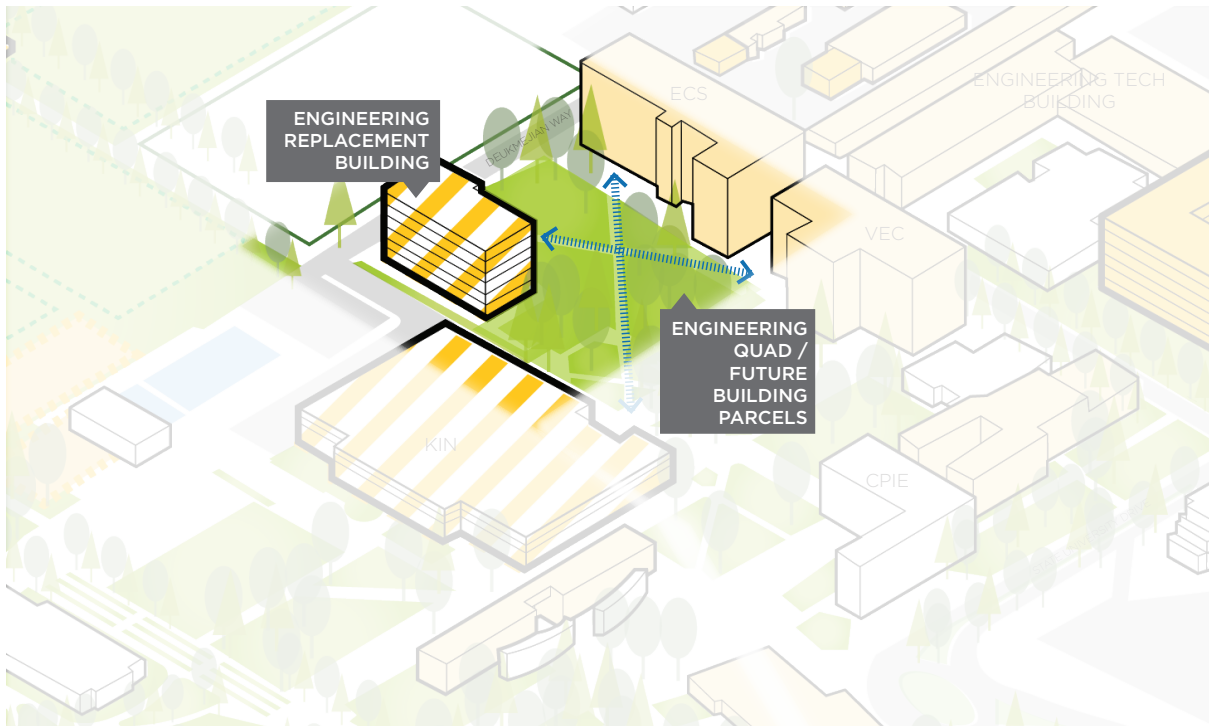 ENGINEERING
REPLACEMENT
BUILDING
DEUKMEJIAN WAY
ECS
ENGINEERING TECH
BUILDING
VEC
ENGINEERING
QUAD /
FUTURE
BUILDING
PARCELS
KIN
CPIE